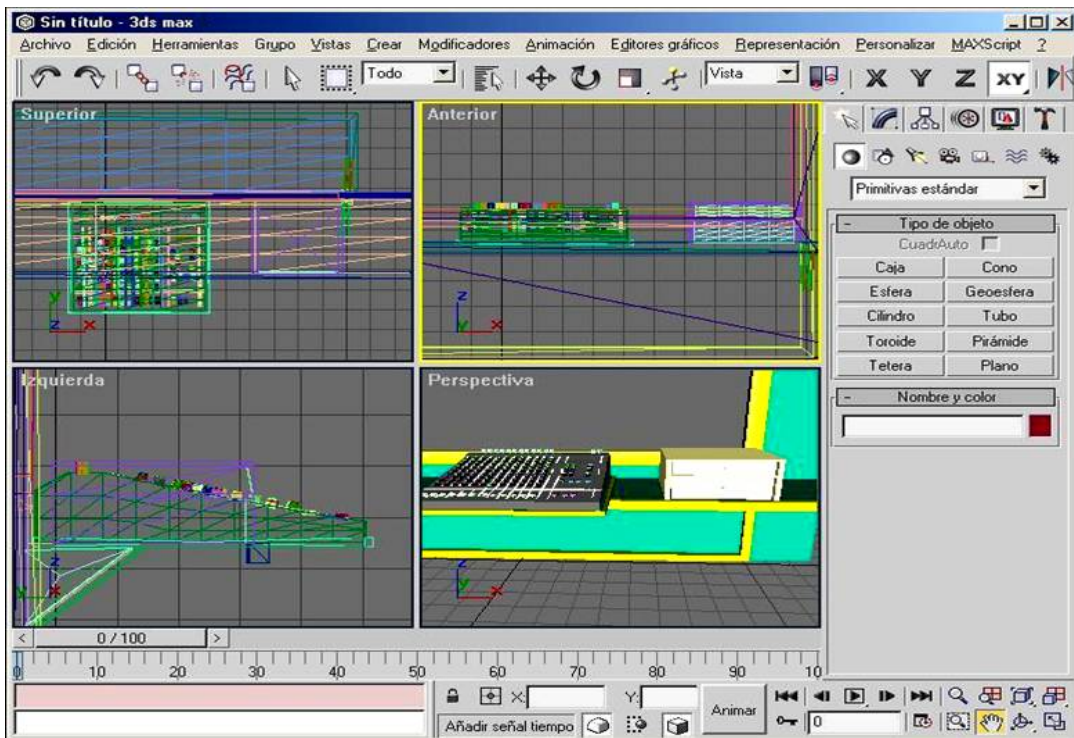 Sin título - 3ds max
Archivo Edición Herramientas Grupo Vistas Crear Modificadores Animación Editores gráficos Representación Personalizar MAXScript ?
Todo Vista X Y Z XY
Superior Anterior
Primitivas estándar
Tipo de objeto
CuadrAuto
Caja Cono
Esfera Geoesfera
Cilindro Tubo
Toroide Pirámide
Tetera Plano
Nombre y color
z y
y x z x
Izquierda Perspectiva
z z
y x y x
< 0 / 100 >
0 10 20 30 40 50 60 70 80 90 10
X: Y: Animar
Añadir señal tiempo 0